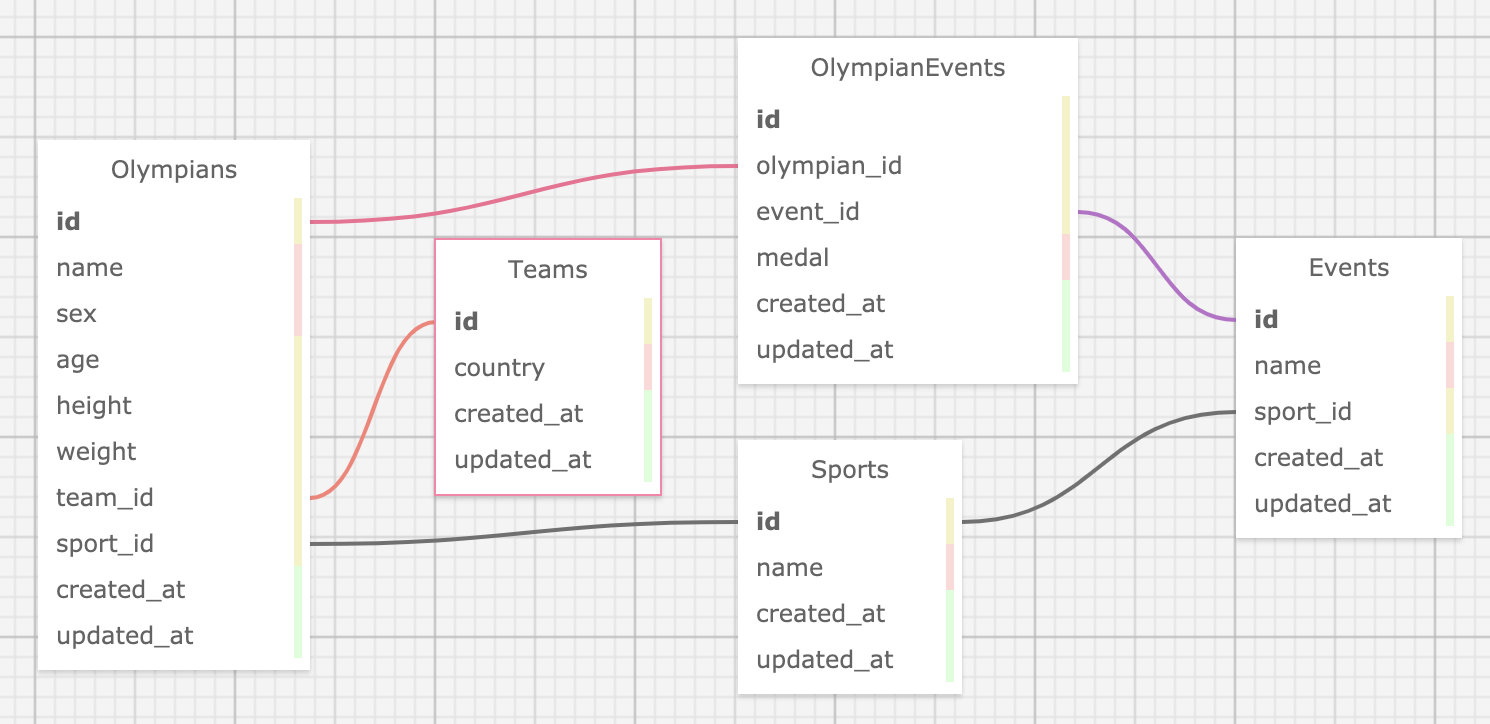 Olympians
id
name
sex
age
height
weight
team_id
sport_id
created_at
updated_at
Teams
id
country
created_at
updated_at
OlympianEvents
id
olympian_id
event_id
medal
created_at
updated_at
Sports
id
name
created_at
updated_at
Events
id
name
sport_id
created_at
updated_at